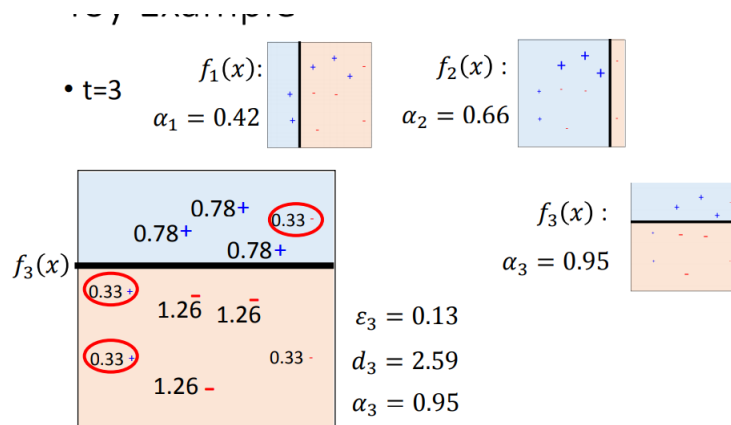 Toy Example
• t=3
f₁(x):
α₁ = 0.42
f₂(x) :
α₂ = 0.66
f₃(x) :
α₃ = 0.95
0.78+
0.33 -
0.78+
0.78+
f₃(x)
0.33 +
1.26 -
1.26 -
0.33 +
0.33 -
1.26 -
ε₃ = 0.13
d₃ = 2.59
α₃ = 0.95